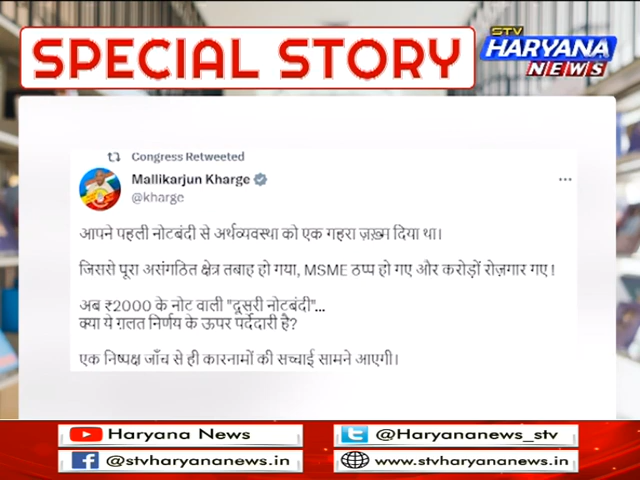 SPECIAL STORY
STV
HARYANA
NEWS
Congress Retweeted
Mallikarjun Kharge
@kharge
आपने पहली नोटबंदी से अर्थव्यवस्था को एक गहरा ज़ख़्म दिया था।
जिससे पूरा असंगठित क्षेत्र तबाह हो गया, MSME ठप्प हो गए और करोड़ों रोज़गार गए !
अब ₹2000 के नोट वाली "दूसरी नोटबंदी"...
क्या ये ग़लत निर्णय के ऊपर पर्देदारी है?
एक निष्पक्ष जाँच से ही कारनामों की सच्चाई सामने आएगी।
Haryana News
@Haryananews_stv
@stvharyananews.in
www.stvharyananews.in